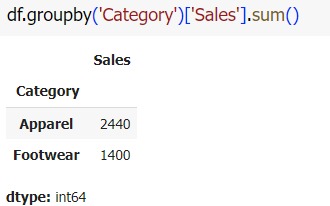 df.groupby('Category')['Sales'].sum()
Sales
Category
Apparel 2440
Footwear 1400
dtype: int64